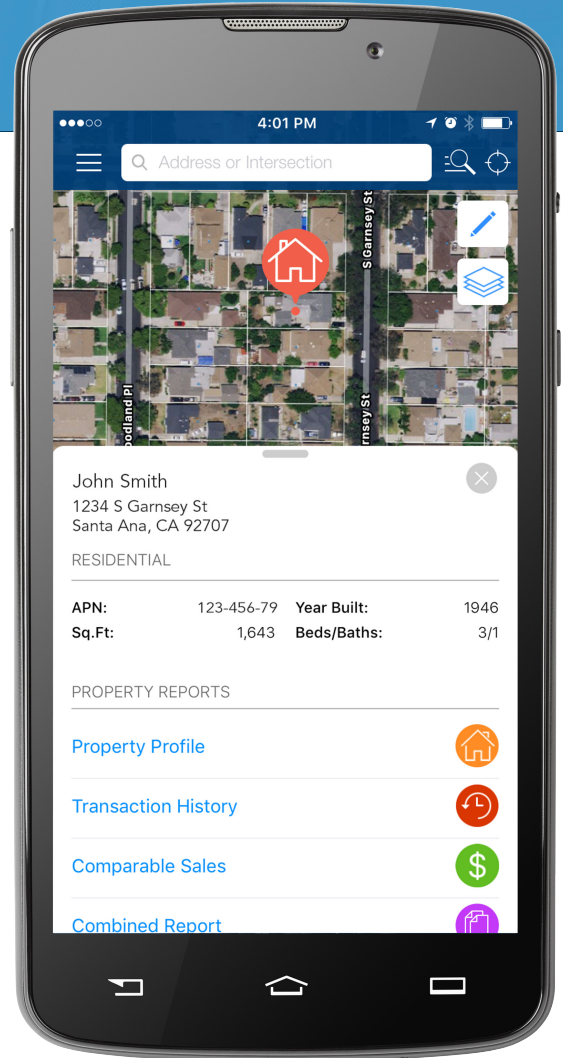 4:01 PM
Address or Intersection
S Garnsey St
oodland Pl
rnsey St
John Smith
1234 S Garnsey St
Santa Ana, CA 92707
RESIDENTIAL
APN: 123-456-79 Year Built: 1946
Sq.Ft: 1,643 Beds/Baths: 3/1
PROPERTY REPORTS
Property Profile
Transaction History
Comparable Sales
$
Combined Report